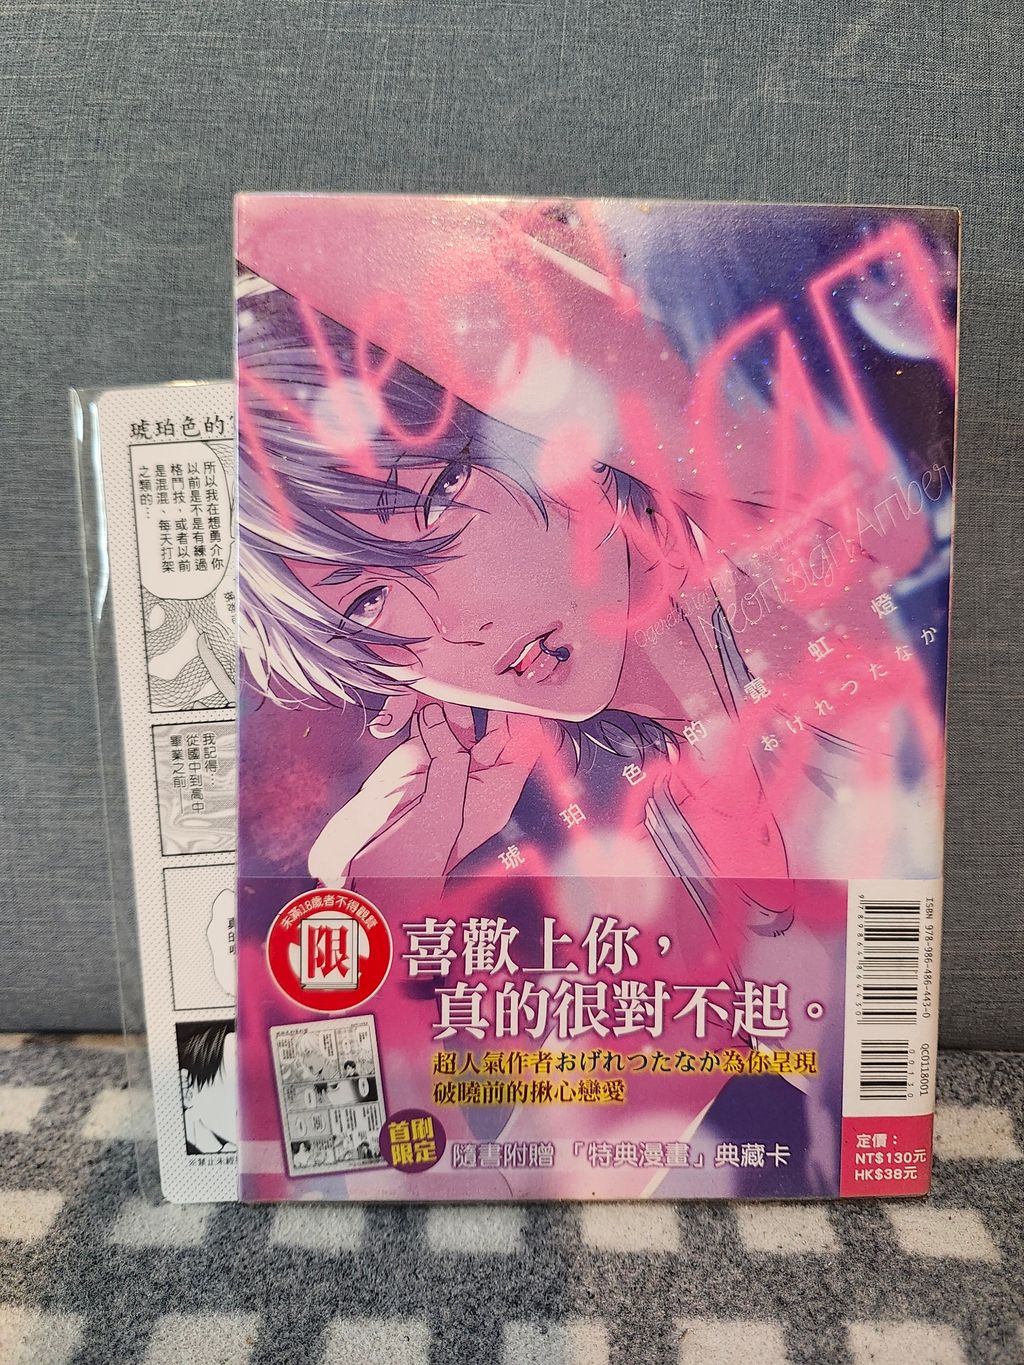 琥珀色的
所以我在想勇介你
以前是不是有練過
格鬥技，或者以前
是混混、每天打架
之類的…
我記得…
從國中到高中
畢業之前
Neon sign Amber
琥珀色的霓虹燈
おげれつたなか
未滿18歲者不得觀覽
限
喜歡上你，
真的很對不起。
超人氣作者おげれつたなか為你呈現
破曉前的揪心戀愛
首刷
限定
隨書附贈「特典漫畫」典藏卡
ISBN 978-986-486-443-0
9789864864430
QC0118001
00130
定價：
NT$130元
HK$38元